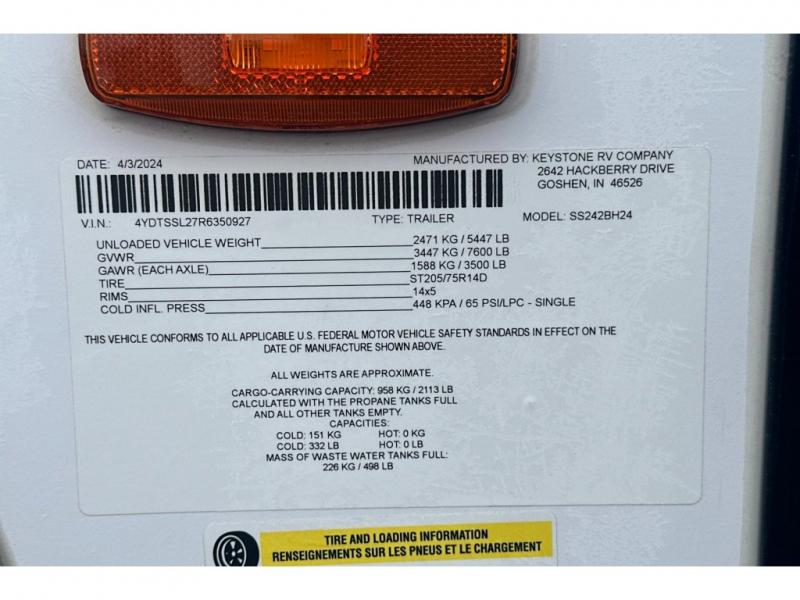 DATE: 4/3/2024
MANUFACTURED BY: KEYSTONE RV COMPANY
2642 HACKBERRY DRIVE
GOSHEN, IN 46526
V.I.N.: 4YDTSSL27R6350927 TYPE: TRAILER MODEL: SS242BH24
UNLOADED VEHICLE WEIGHT 2471 KG / 5447 LB
GVWR 3447 KG / 7600 LB
GAWR (EACH AXLE) 1588 KG / 3500 LB
TIRE ST205/75R14D
RIMS 14x5
COLD INFL. PRESS 448 KPA / 65 PSI/LPC - SINGLE
THIS VEHICLE CONFORMS TO ALL APPLICABLE U.S. FEDERAL MOTOR VEHICLE SAFETY STANDARDS IN EFFECT ON THE
DATE OF MANUFACTURE SHOWN ABOVE.
ALL WEIGHTS ARE APPROXIMATE.
CARGO-CARRYING CAPACITY: 958 KG / 2113 LB
CALCULATED WITH THE PROPANE TANKS FULL
AND ALL OTHER TANKS EMPTY.
CAPACITIES:
COLD: 151 KG HOT: 0 KG
COLD: 332 LB HOT: 0 LB
MASS OF WASTE WATER TANKS FULL:
226 KG / 498 LB
TIRE AND LOADING INFORMATION
RENSEIGNEMENTS SUR LES PNEUS ET LE CHARGEMENT